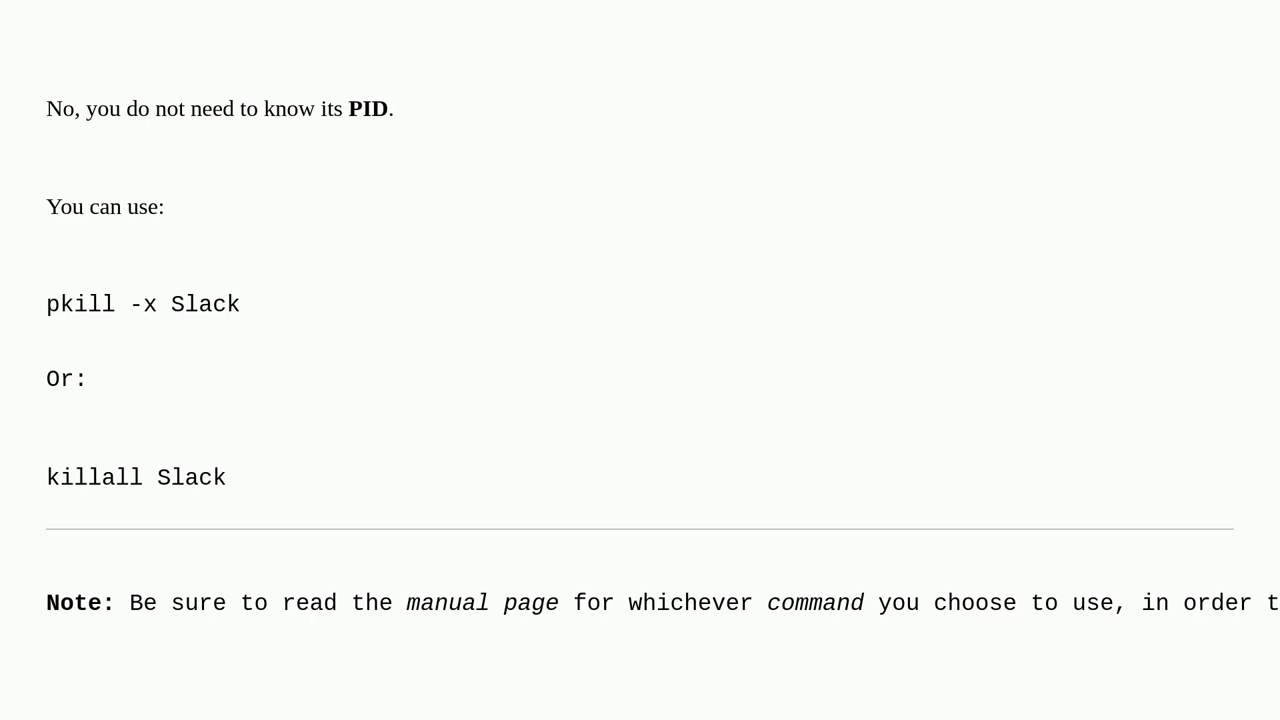 No, you do not need to know its PID.
You can use:
pkill -x Slack
Or:
killall Slack
Note: Be sure to read the manual page for whichever command you choose to use, in order t